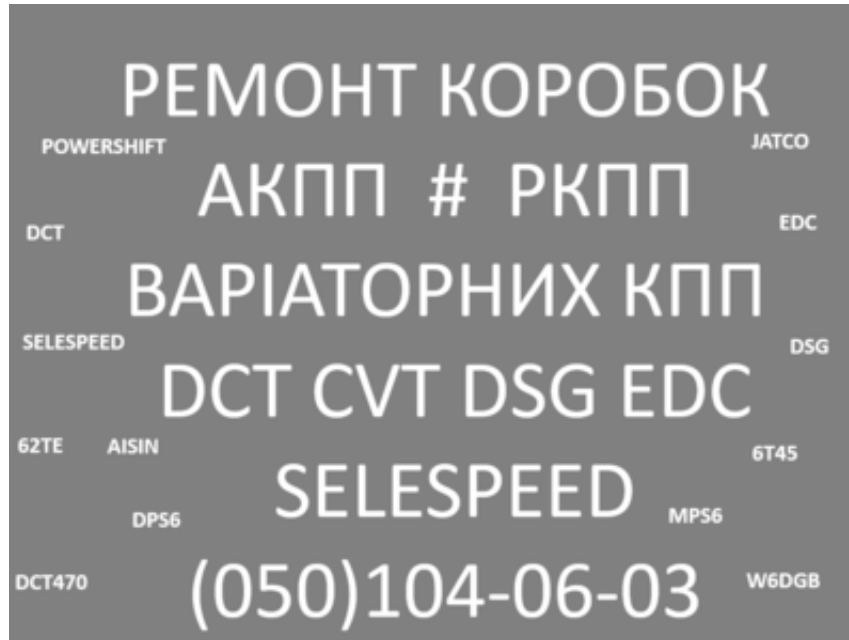 РЕМОНТ КОРОБОК
POWERSHIFT
JATCO
АКПП # РКПП
DCT
EDC
ВАРІАТОРНИХ КПП
SELESPEED
DSG
DCT CVT DSG EDC
62TE
AISIN
6T45
SELESPEED
DPS6
MPS6
DCT470
(050)104-06-03
W6DGB